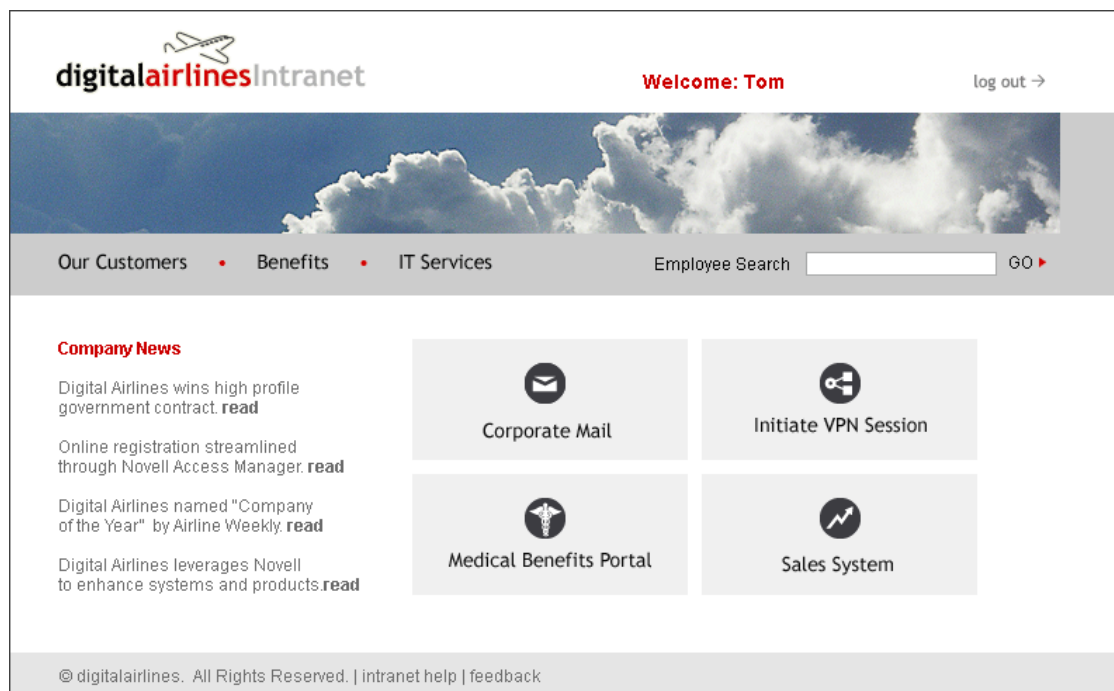 digitalairlinesIntranet
Welcome: Tom
log out →
Our Customers • Benefits • IT Services
Employee Search
GO
Company News
Digital Airlines wins high profile
government contract. read
Online registration streamlined
through Novell Access Manager. read
Digital Airlines named "Company
of the Year" by Airline Weekly. read
Digital Airlines leverages Novell
to enhance systems and products.read
Corporate Mail
Initiate VPN Session
Medical Benefits Portal
Sales System
© digitalairlines. All Rights Reserved. | intranet help | feedback